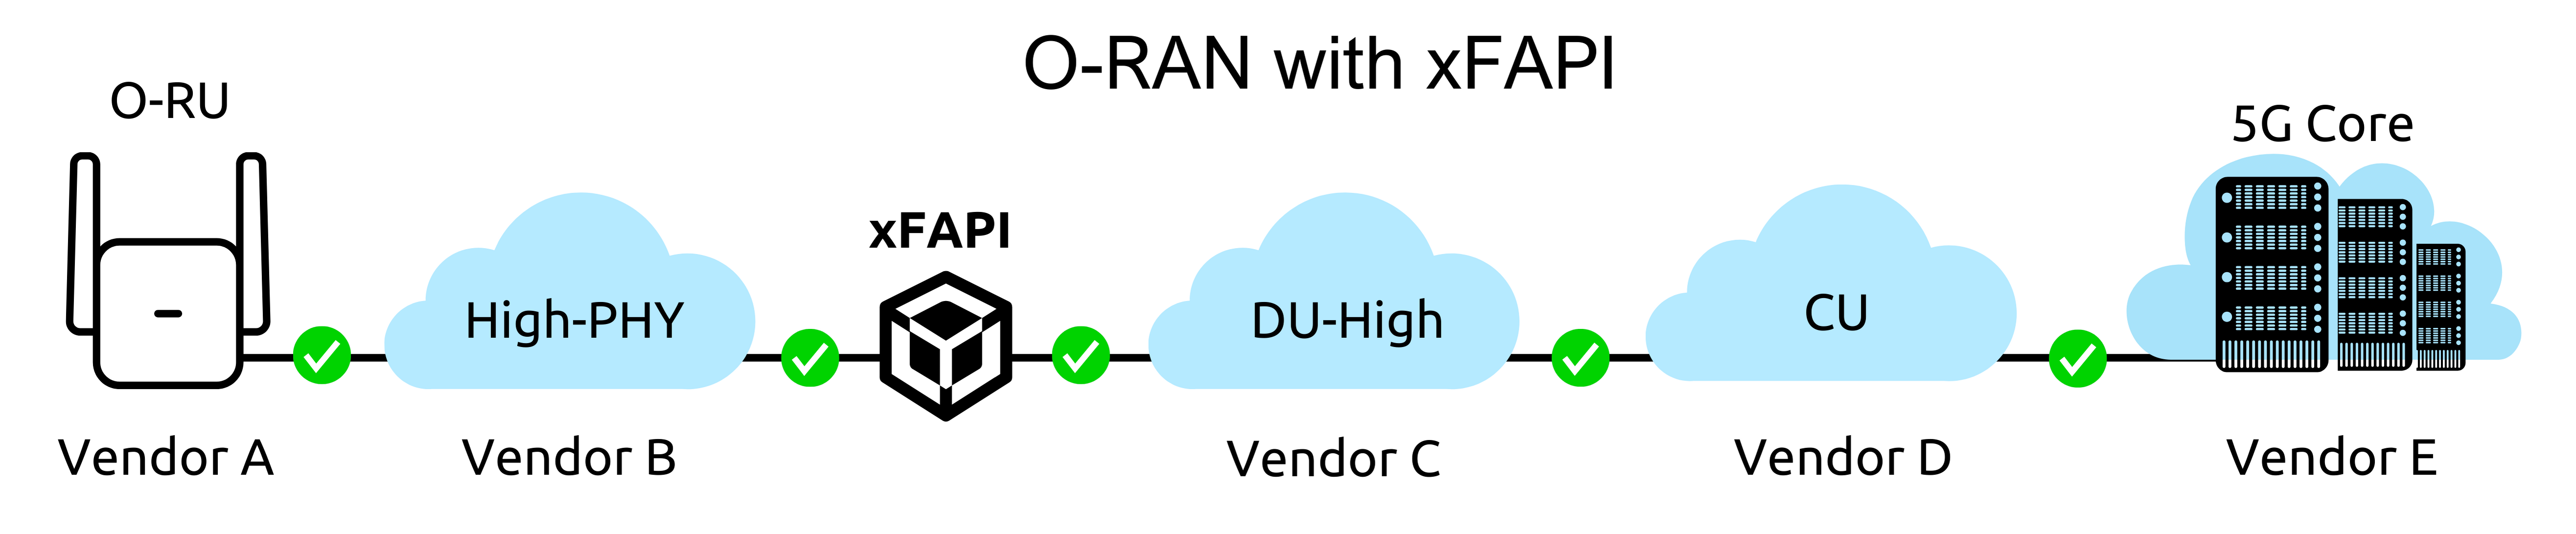 O-RAN with xFAPI
O-RU
5G Core
xFAPI
High-PHY
DU-High
CU
Vendor A
Vendor B
Vendor C
Vendor D
Vendor E